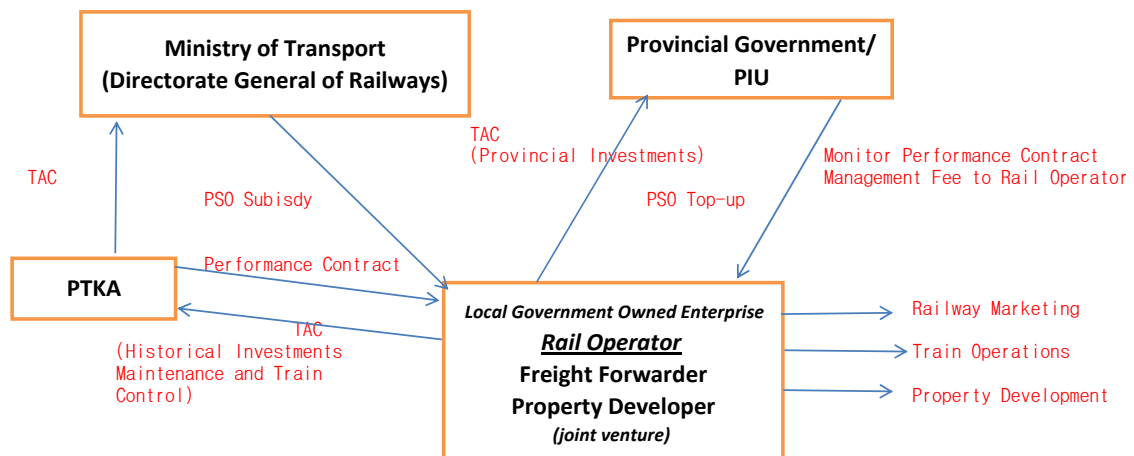 Ministry of Transport
(Directorate General of Railways)
Provincial Government/
PIU
TAC
TAC
(Provincial Investments)
Monitor Performance Contract
Management Fee to Rail Operator
PSO Subisdy
PSO Top-up
Performance Contract
PTKA
TAC
(Historical Investments
Maintenance and Train
Control)
Local Government Owned Enterprise
Rail Operator
Freight Forwarder
Property Developer
(joint venture)
Railway Marketing
Train Operations
Property Development